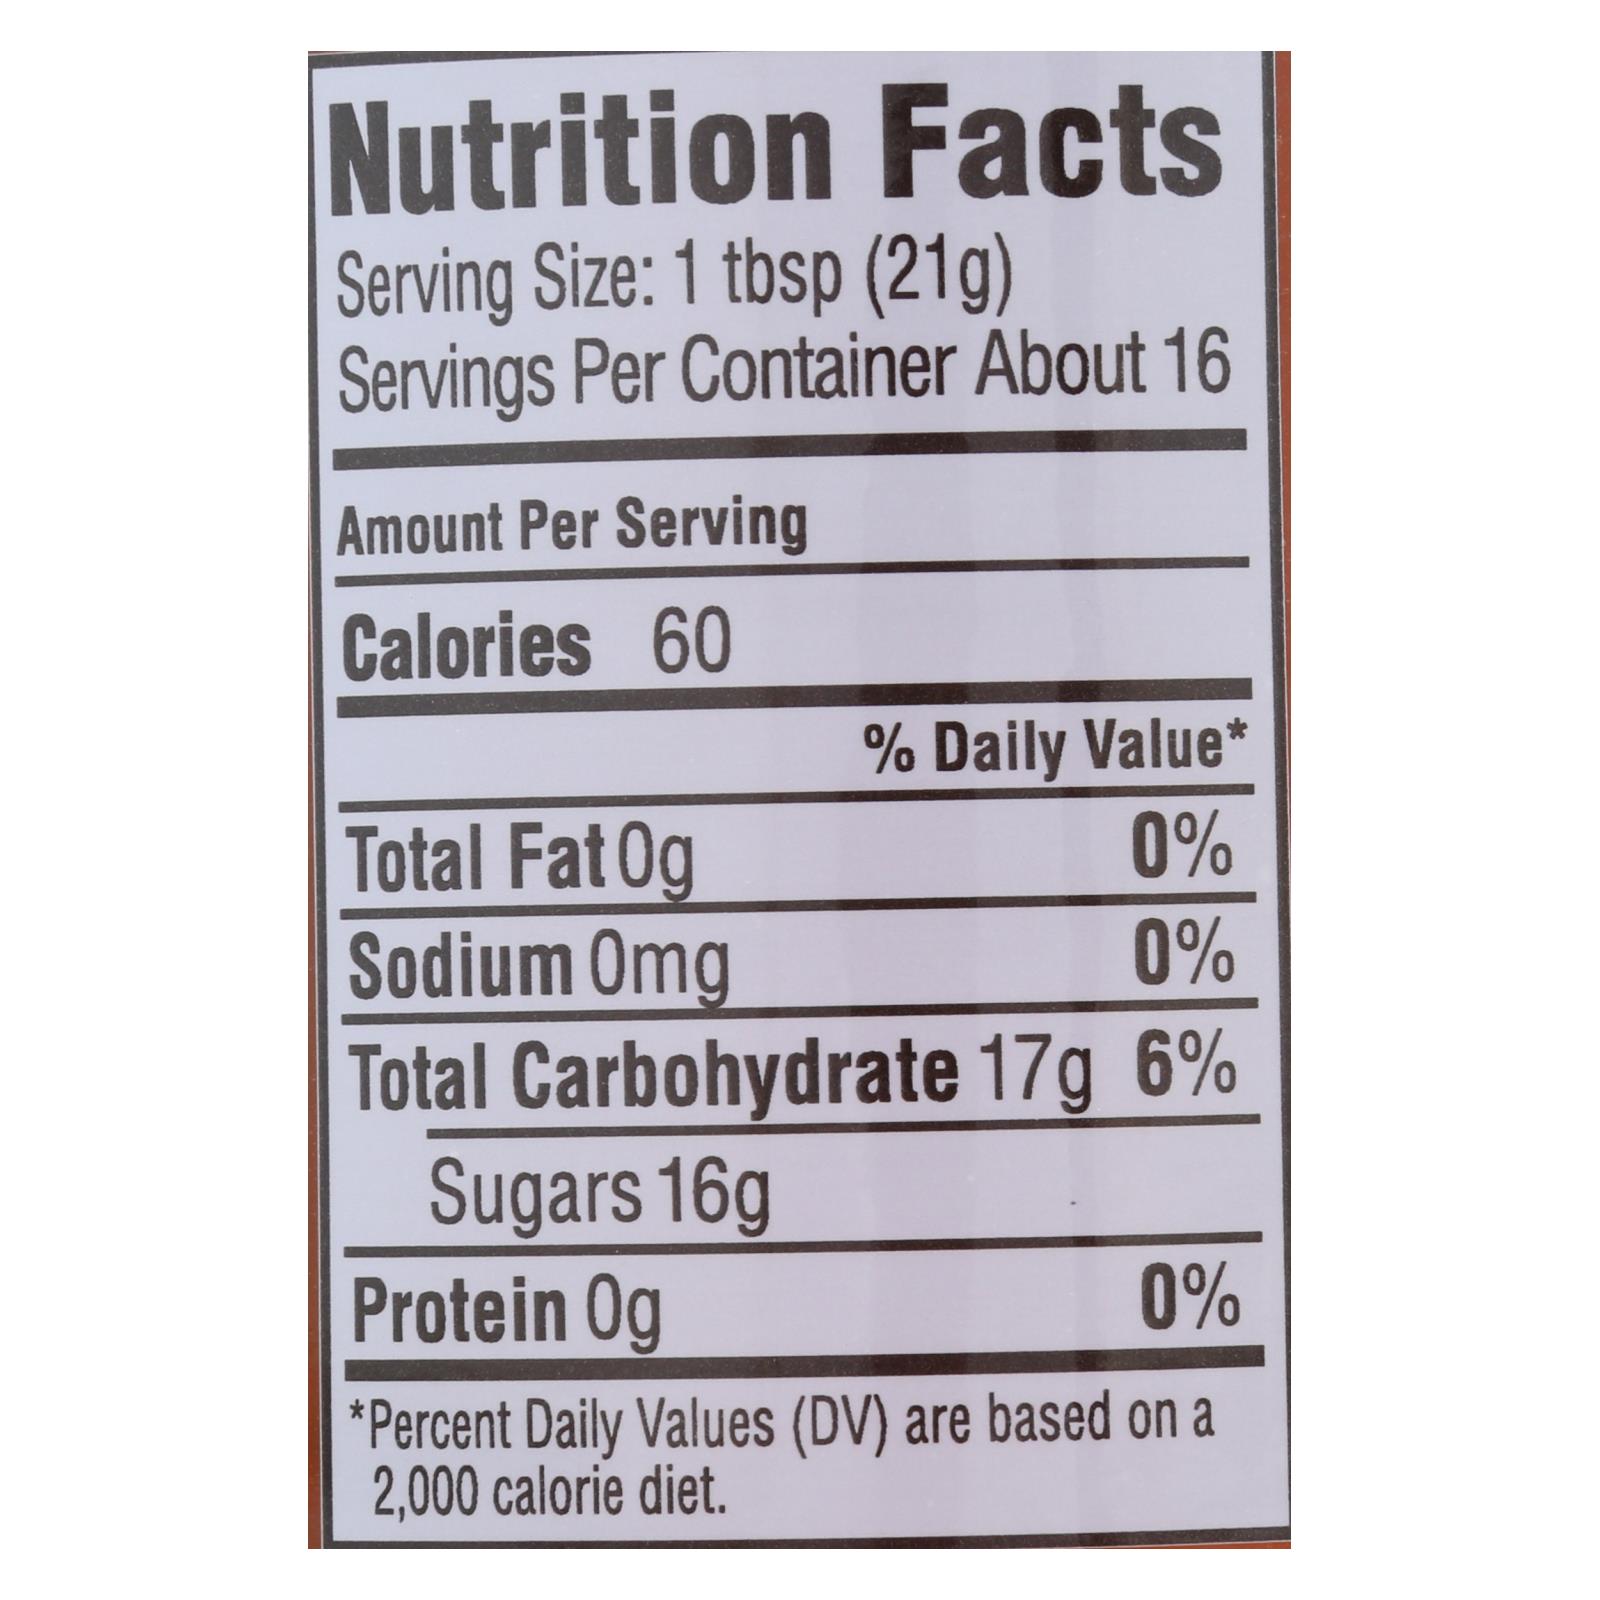 Nutrition Facts
Serving Size: 1 tbsp (21g)
Servings Per Container About 16
Amount Per Serving
Calories 60
% Daily Value*
Total Fat 0g 0%
Sodium 0mg 0%
Total Carbohydrate 17g 6%
Sugars 16g
Protein 0g 0%
*Percent Daily Values (DV) are based on a
2,000 calorie diet.